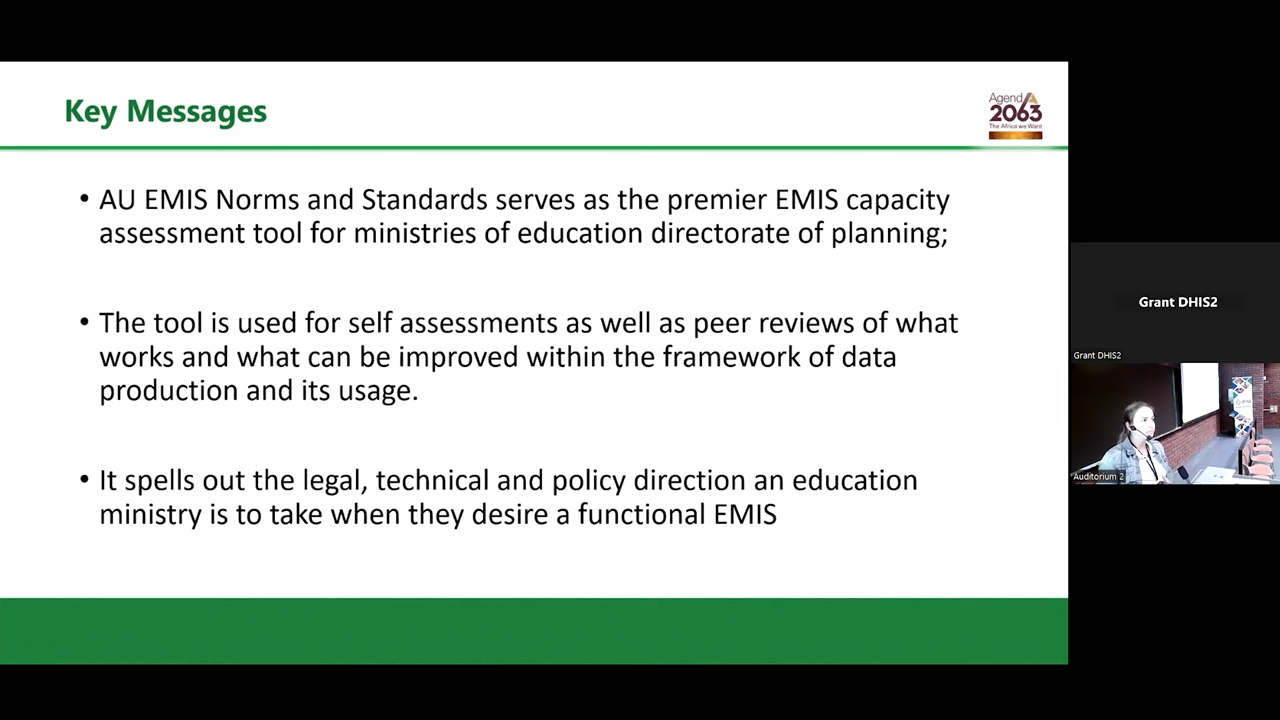 Key Messages
Agenda
2063
The Africa we Want
• AU EMIS Norms and Standards serves as the premier EMIS capacity
assessment tool for ministries of education directorate of planning;
• The tool is used for self assessments as well as peer reviews of what
works and what can be improved within the framework of data
production and its usage.
• It spells out the legal, technical and policy direction an education
ministry is to take when they desire a functional EMIS
Grant DHIS2
Grant DHIS2
Auditorium 2